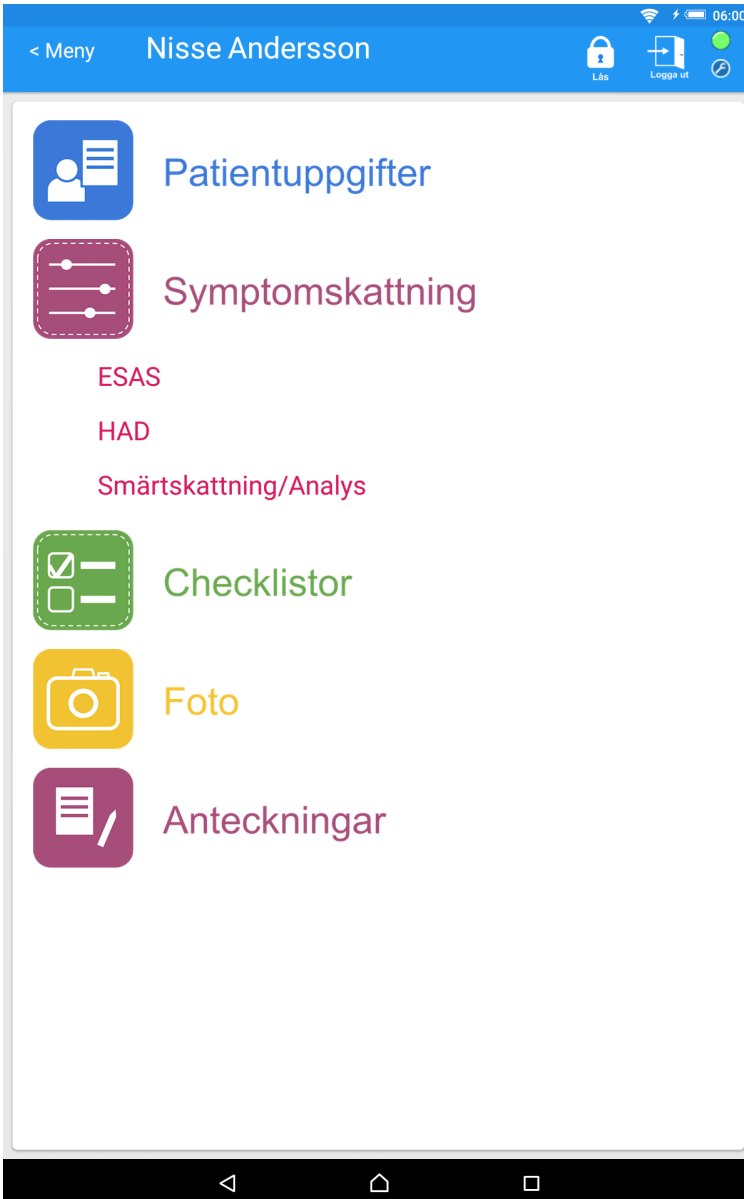 06:00
< Meny
Nisse Andersson
Lås
Logga ut
Patientuppgifter
Symptomskattning
ESAS
HAD
Smärtskattning/Analys
Checklistor
Foto
Anteckningar